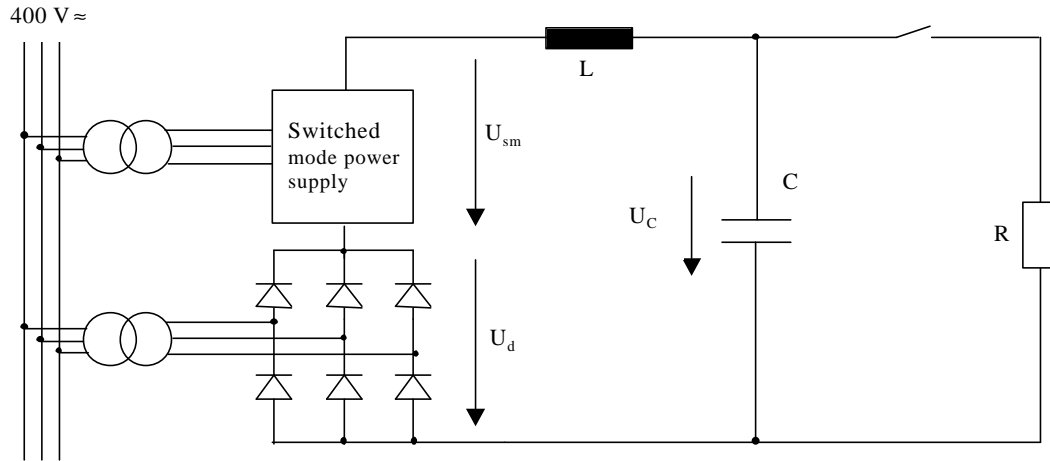 400 V ≈
L
Switched
mode power
supply
U_sm
C
U_C
R
U_d